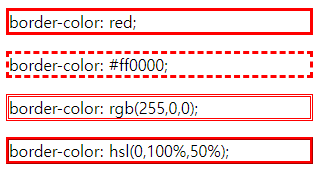 border-color: red;
border-color: #ff0000;
border-color: rgb(255,0,0);
border-color: hsl(0,100%,50%);